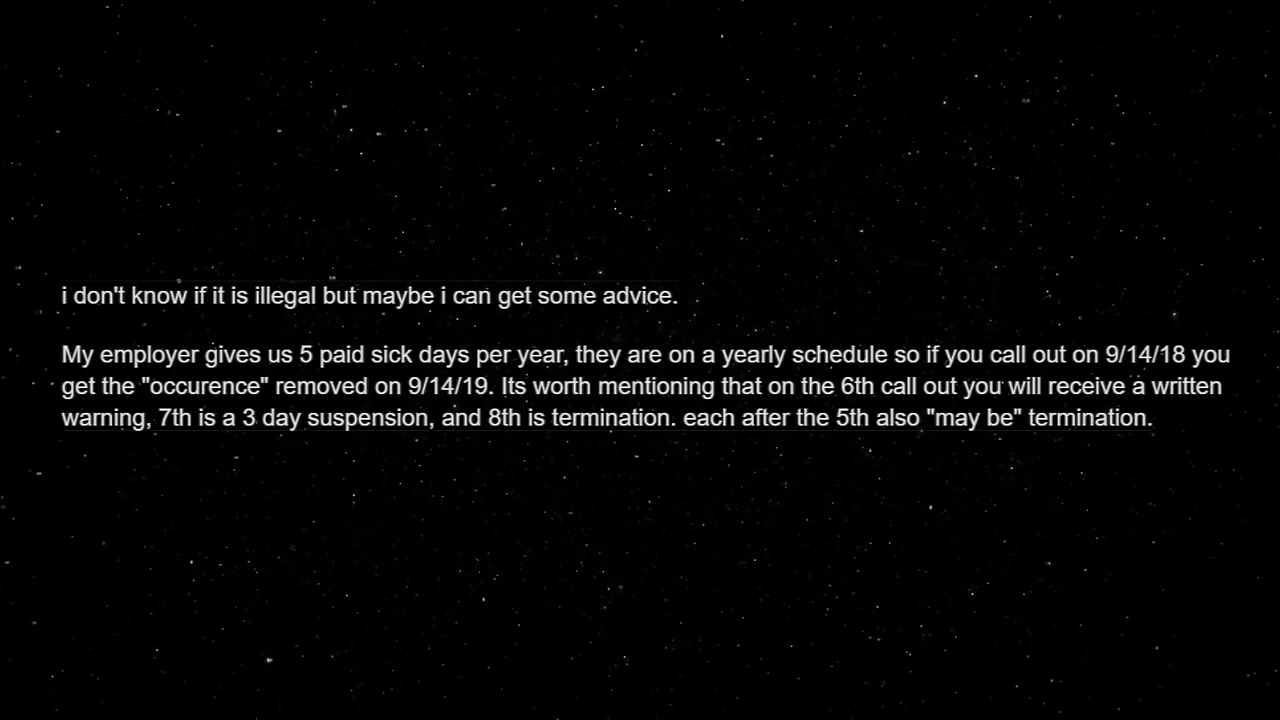 i don't know if it is illegal but maybe i can get some advice.
My employer gives us 5 paid sick days per year, they are on a yearly schedule so if you call out on 9/14/18 you
get the "occurence" removed on 9/14/19. Its worth mentioning that on the 6th call out you will receive a written
warning, 7th is a 3 day suspension, and 8th is termination. each after the 5th also "may be" termination.